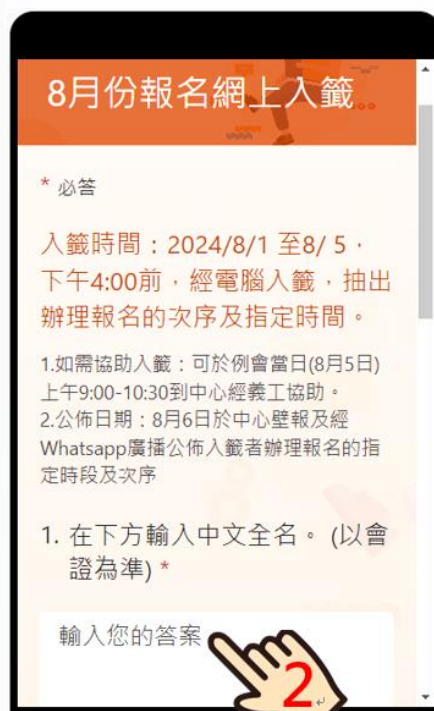 8月份報名網上入籤
* 必答
入籤時間：2024/8/1 至8/ 5，
下午4:00前，經電腦入籤，抽出
辦理報名的次序及指定時間。
1.如需協助入籤：可於例會當日(8月5日)
上午9:00-10:30到中心經義工協助。
2.公佈日期：8月6日於中心壁報及經
Whatsapp廣播公佈入籤者辦理報名的指
定時段及次序
1. 在下方輸入中文全名。 (以會
證為準) *
輸入您的答案
2